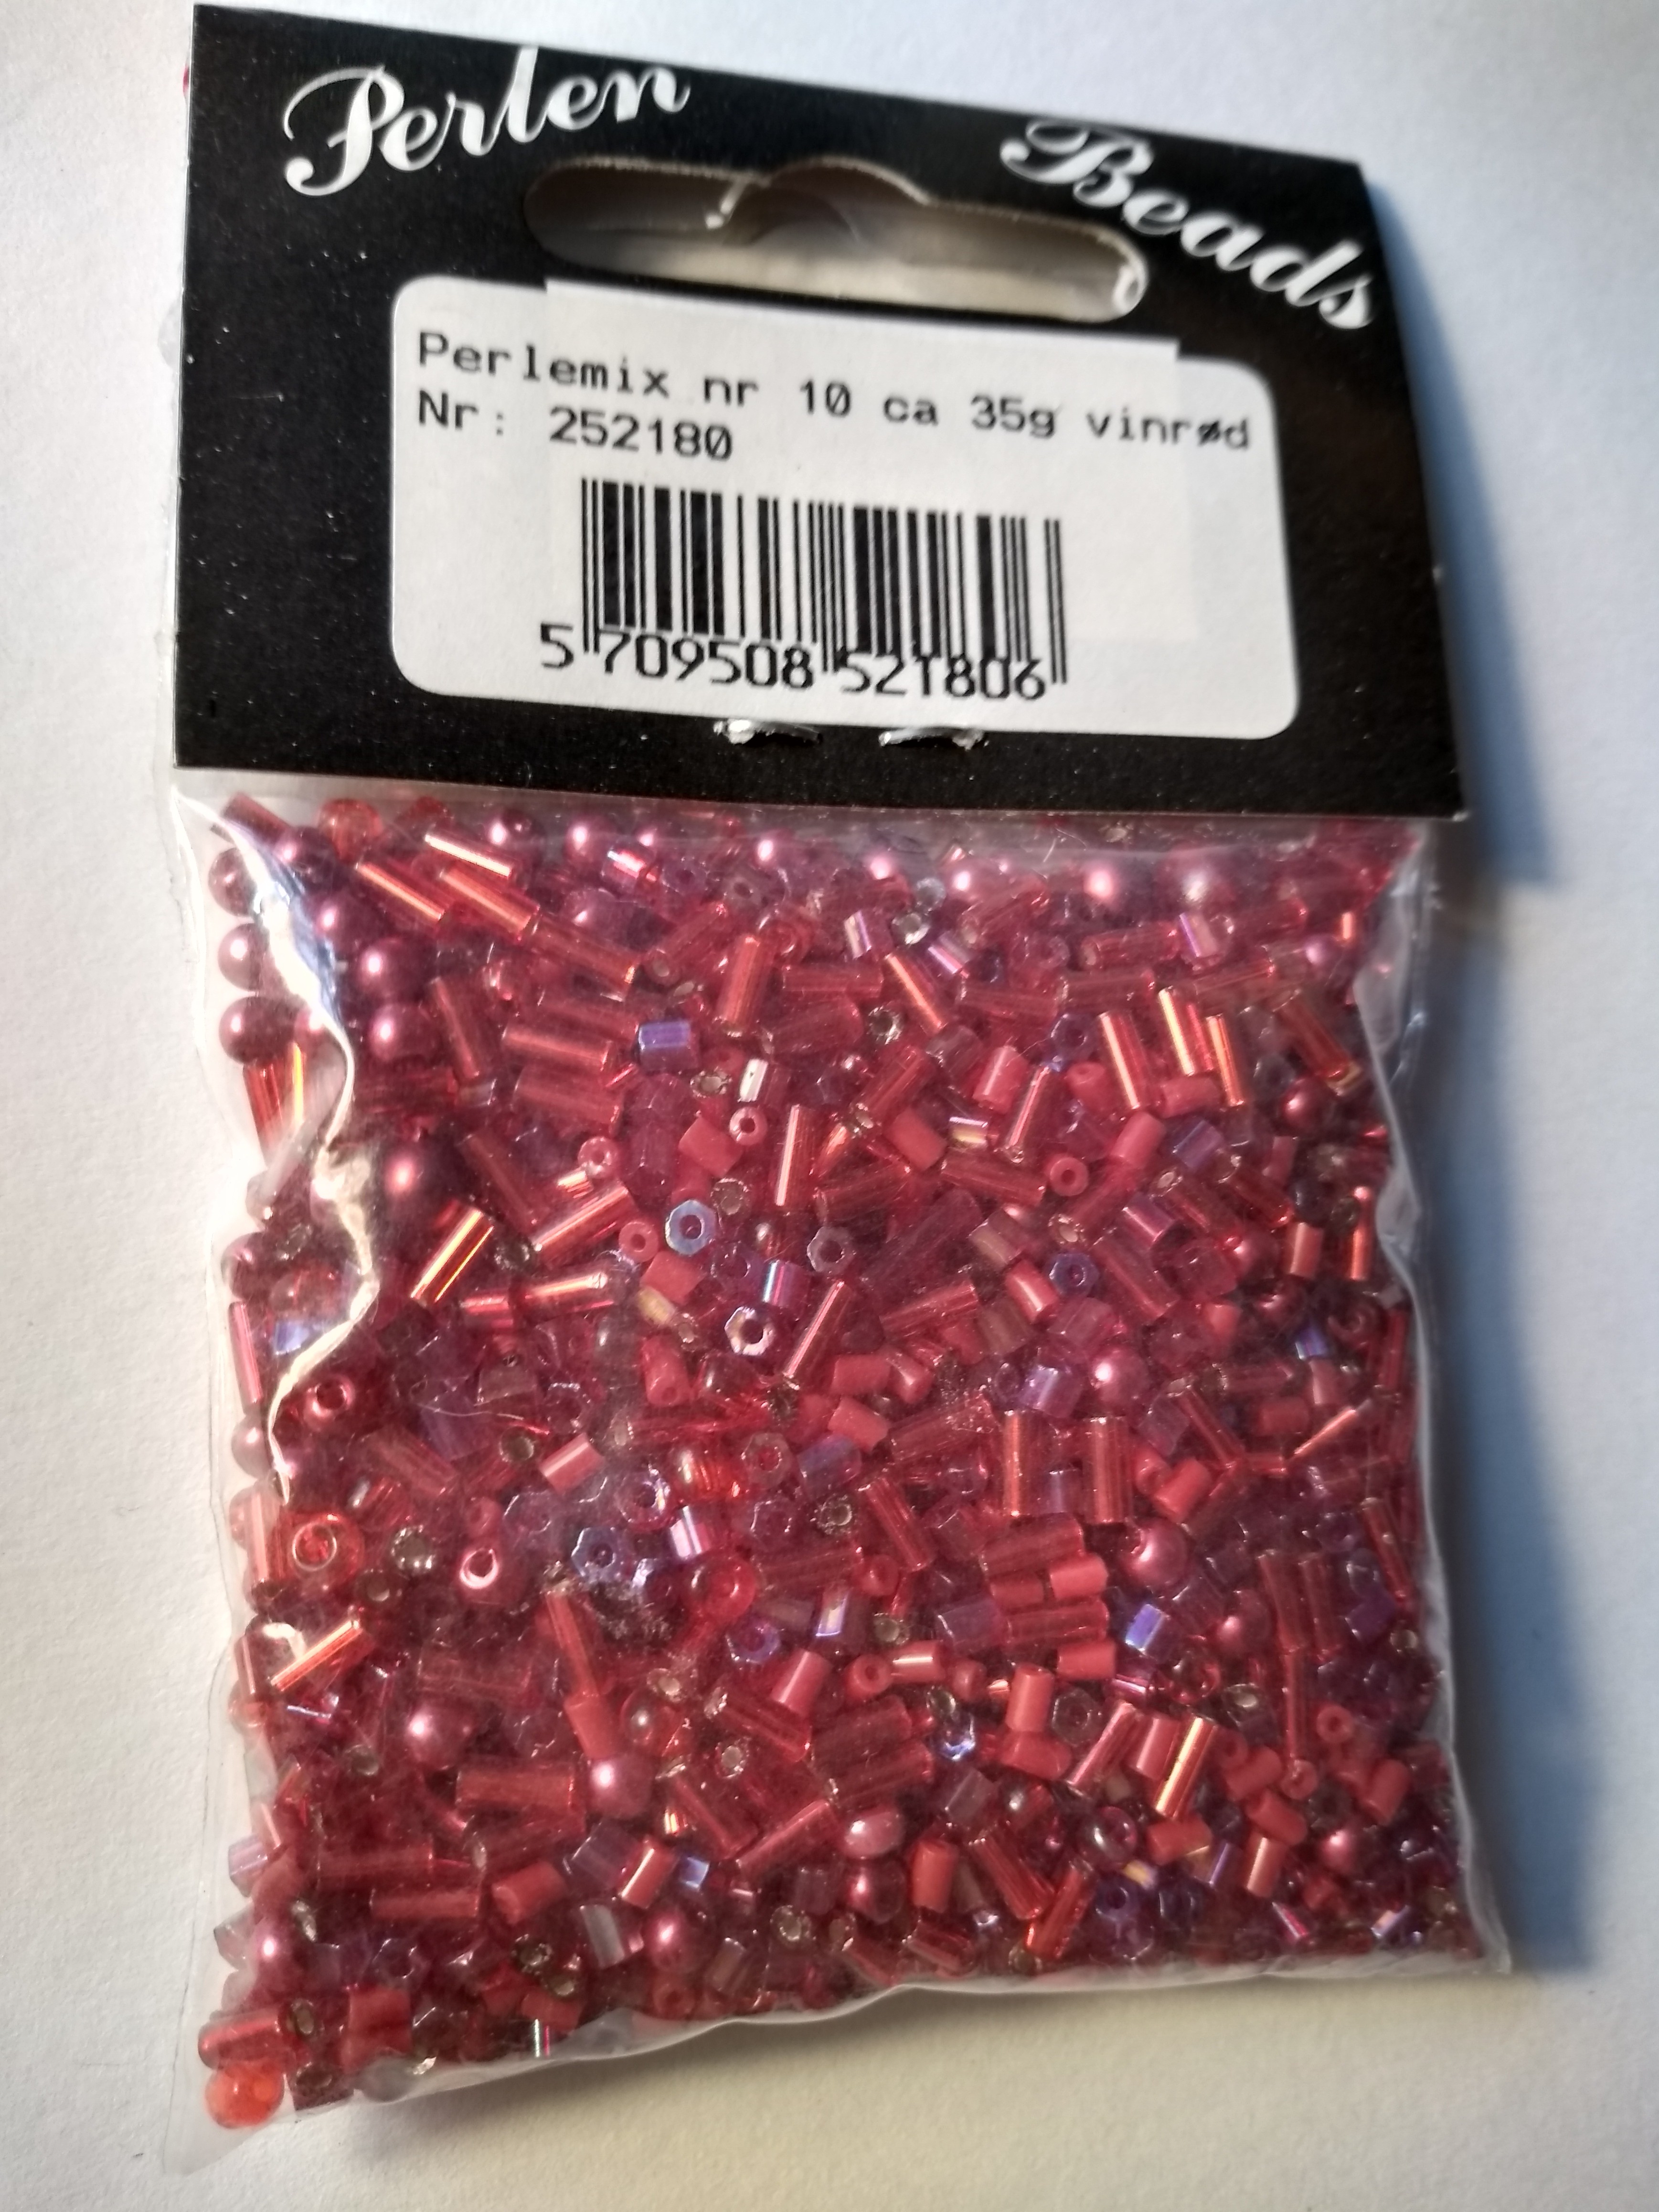 Perlen Beads
Perlemix nr 10 ca 35g vinrød
Nr: 252180
5 709508 521806